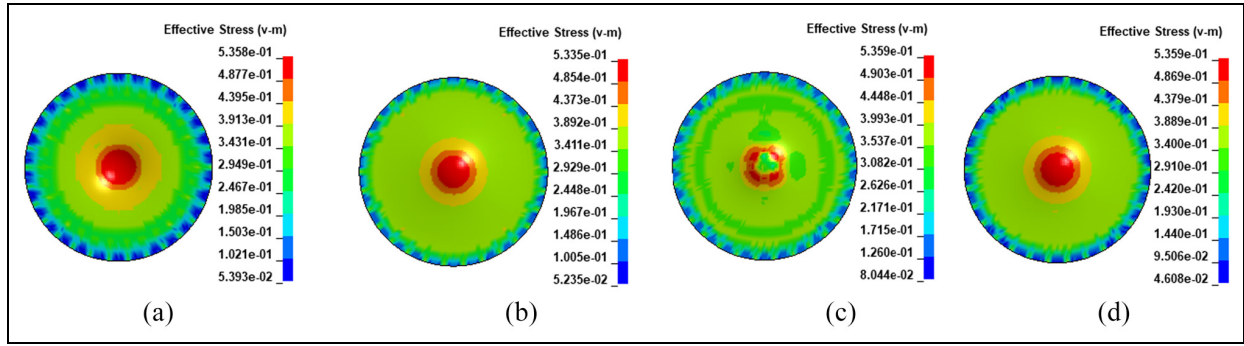 Effective Stress (v-m)
5.358e-01
4.877e-01
4.395e-01
3.913e-01
3.431e-01
2.949e-01
2.467e-01
1.985e-01
1.503e-01
1.021e-01
5.393e-02
(a)
Effective Stress (v-m)
5.335e-01
4.854e-01
4.373e-01
3.892e-01
3.411e-01
2.929e-01
2.448e-01
1.967e-01
1.486e-01
1.005e-01
5.235e-02
(b)
Effective Stress (v-m)
5.359e-01
4.903e-01
4.448e-01
3.993e-01
3.537e-01
3.082e-01
2.626e-01
2.171e-01
1.715e-01
1.260e-01
8.044e-02
(c)
Effective Stress (v-m)
5.359e-01
4.869e-01
4.379e-01
3.889e-01
3.400e-01
2.910e-01
2.420e-01
1.930e-01
1.440e-01
9.506e-02
4.608e-02
(d)